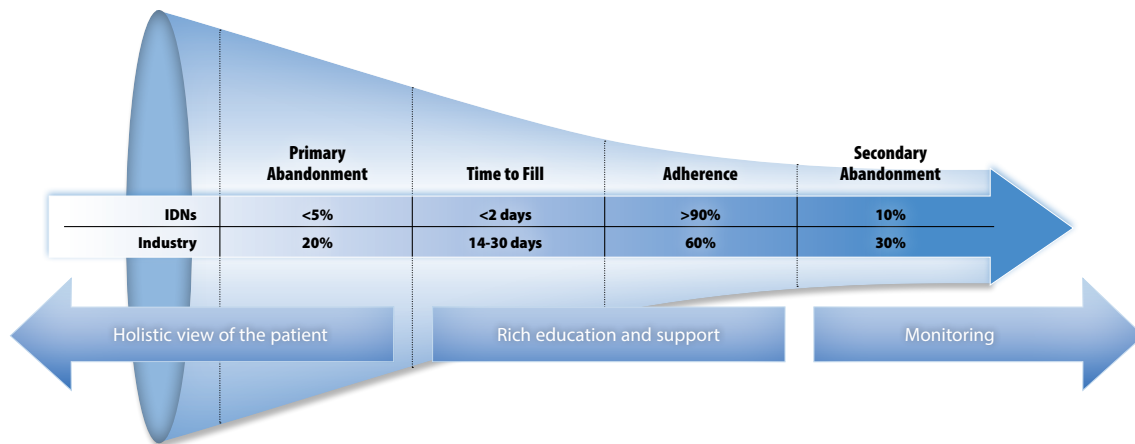 Primary
Abandonment
Time to Fill
Adherence
Secondary
Abandonment
IDNs <5% <2 days >90% 10%
Industry 20% 14-30 days 60% 30%
Holistic view of the patient
Rich education and support
Monitoring